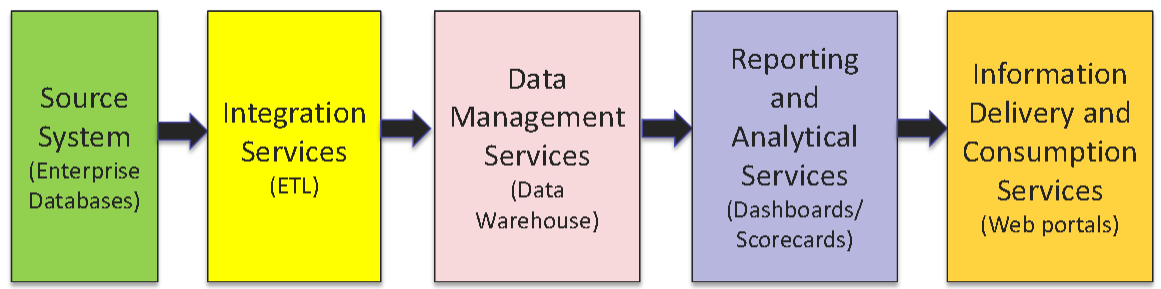 Source
System
(Enterprise
Databases)
Integration
Services
(ETL)
Data
Management
Services
(Data
Warehouse)
Reporting
and
Analytical
Services
(Dashboards/
Scorecards)
Information
Delivery and
Consumption
Services
(Web portals)